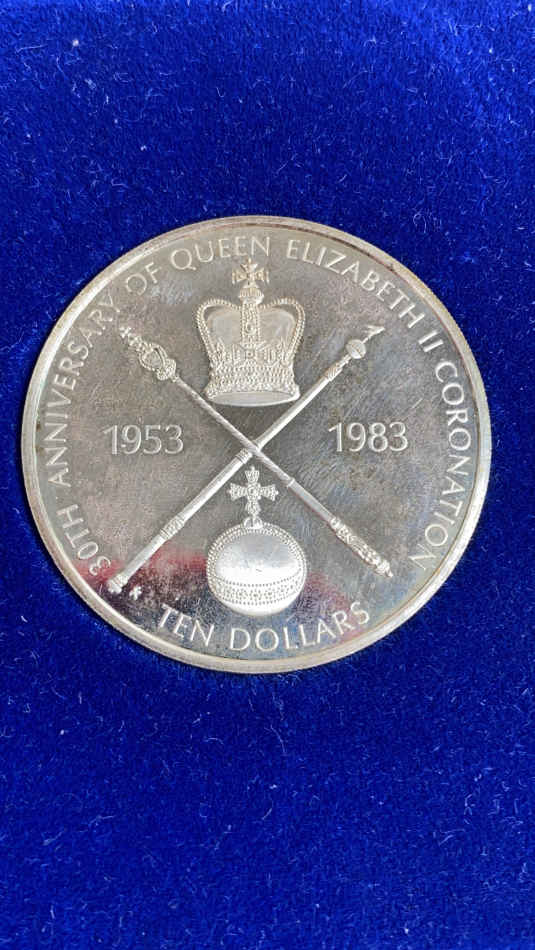 30TH ANNIVERSARY OF QUEEN ELIZABETH II CORONATION
1953 1983
TEN DOLLARS